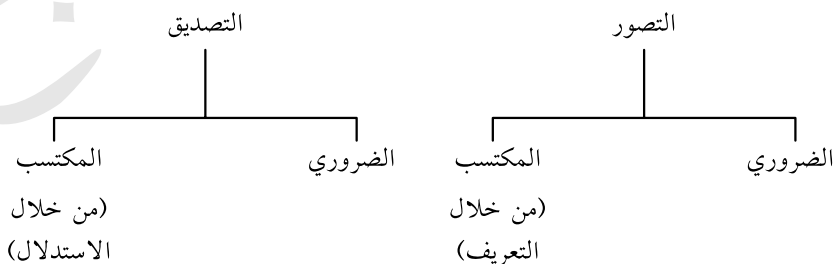 التصور
التصديق
الضروري
المكتسب
الضروري
المكتسب
(من خلال
(من خلال
التعريف)
الاستدلال)